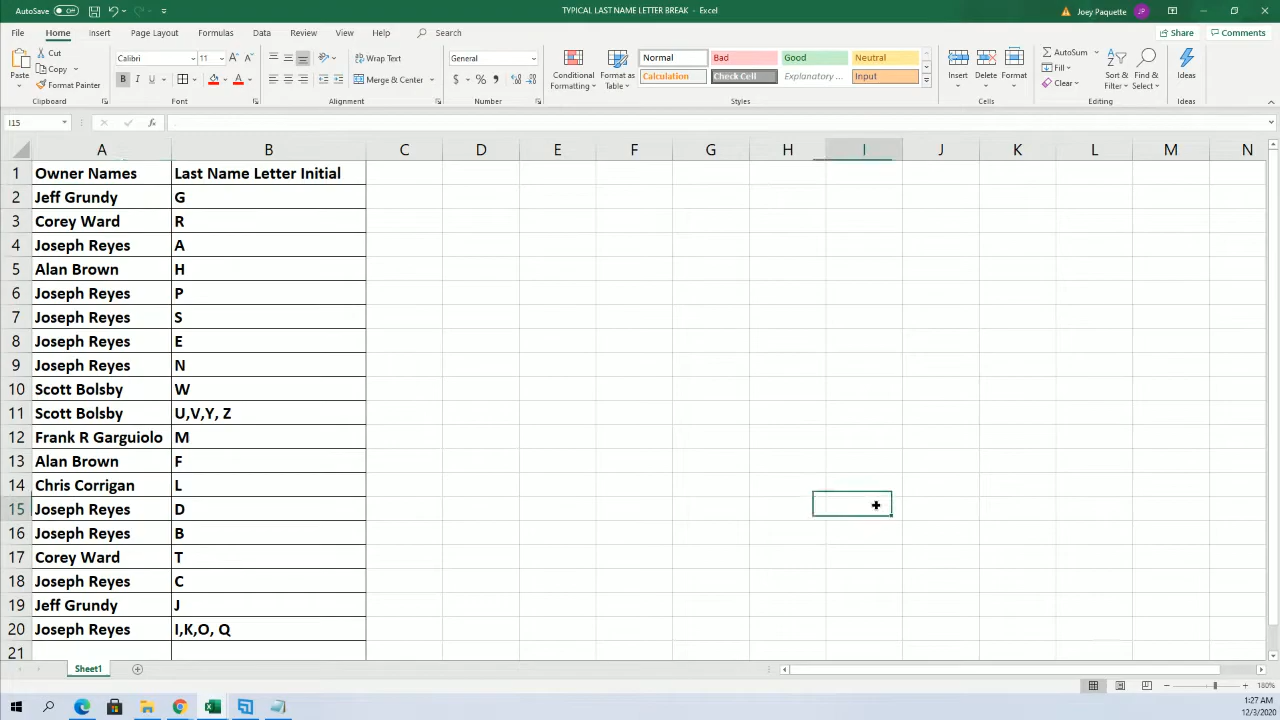 AutoSave Off TYPICAL LAST NAME LETTER BREAK - Excel Joey Paquette JP
File Home Insert Page Layout Formulas Data Review View Help Search Share Comments
Paste Cut Copy Format Painter Clipboard
Calibri 11 B I U A Font
Wrap Text Merge & Center Alignment
General $ % Number
Conditional Formatting Format as Table
Normal Bad Good Neutral
Calculation Check Cell Explanatory ... Input
Styles
Insert Delete Format Cells
AutoSum Fill Clear Sort & Filter Find & Select Editing
Ideas Ideas
I15 fx
A B C D E F G H I J K L M N
1 Owner Names Last Name Letter Initial
2 Jeff Grundy G
3 Corey Ward R
4 Joseph Reyes A
5 Alan Brown H
6 Joseph Reyes P
7 Joseph Reyes S
8 Joseph Reyes E
9 Joseph Reyes N
10 Scott Bolsby W
11 Scott Bolsby U,V,Y, Z
12 Frank R Garguiolo M
13 Alan Brown F
14 Chris Corrigan L
15 Joseph Reyes D
16 Joseph Reyes B
17 Corey Ward T
18 Joseph Reyes C
19 Jeff Grundy J
20 Joseph Reyes I,K,O, Q
21
Sheet1
180%
1:27 AM
12/3/2020